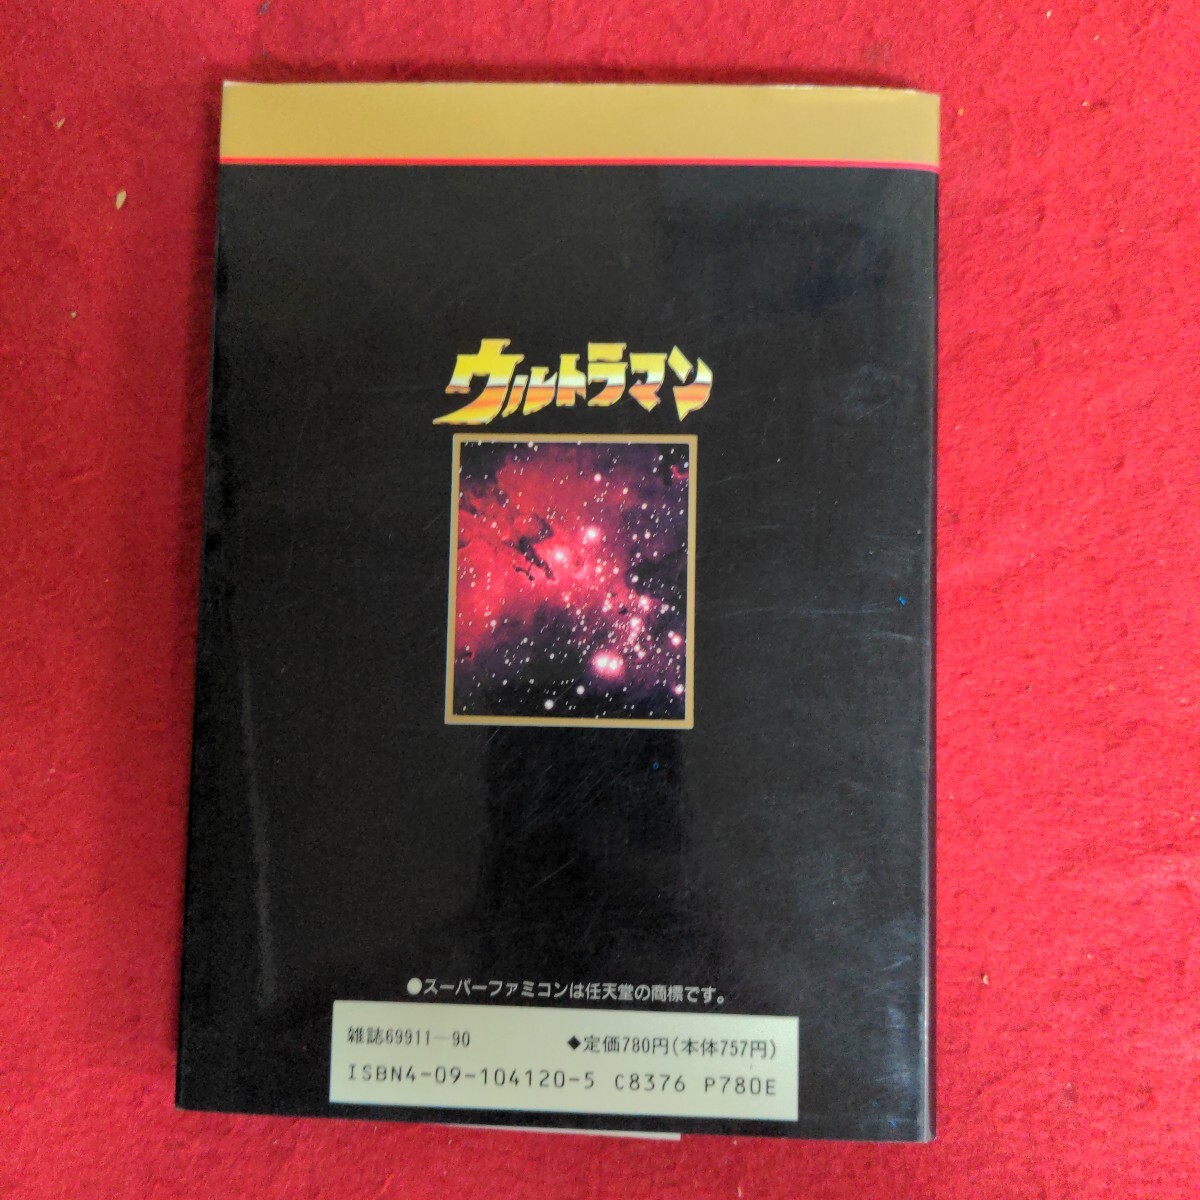 ウルトラマン
●スーパーファミコンは任天堂の商標です。
雑誌69911-90 ◆定価780円(本体757円)
ISBN4-09-104120-5 C8376 P780E